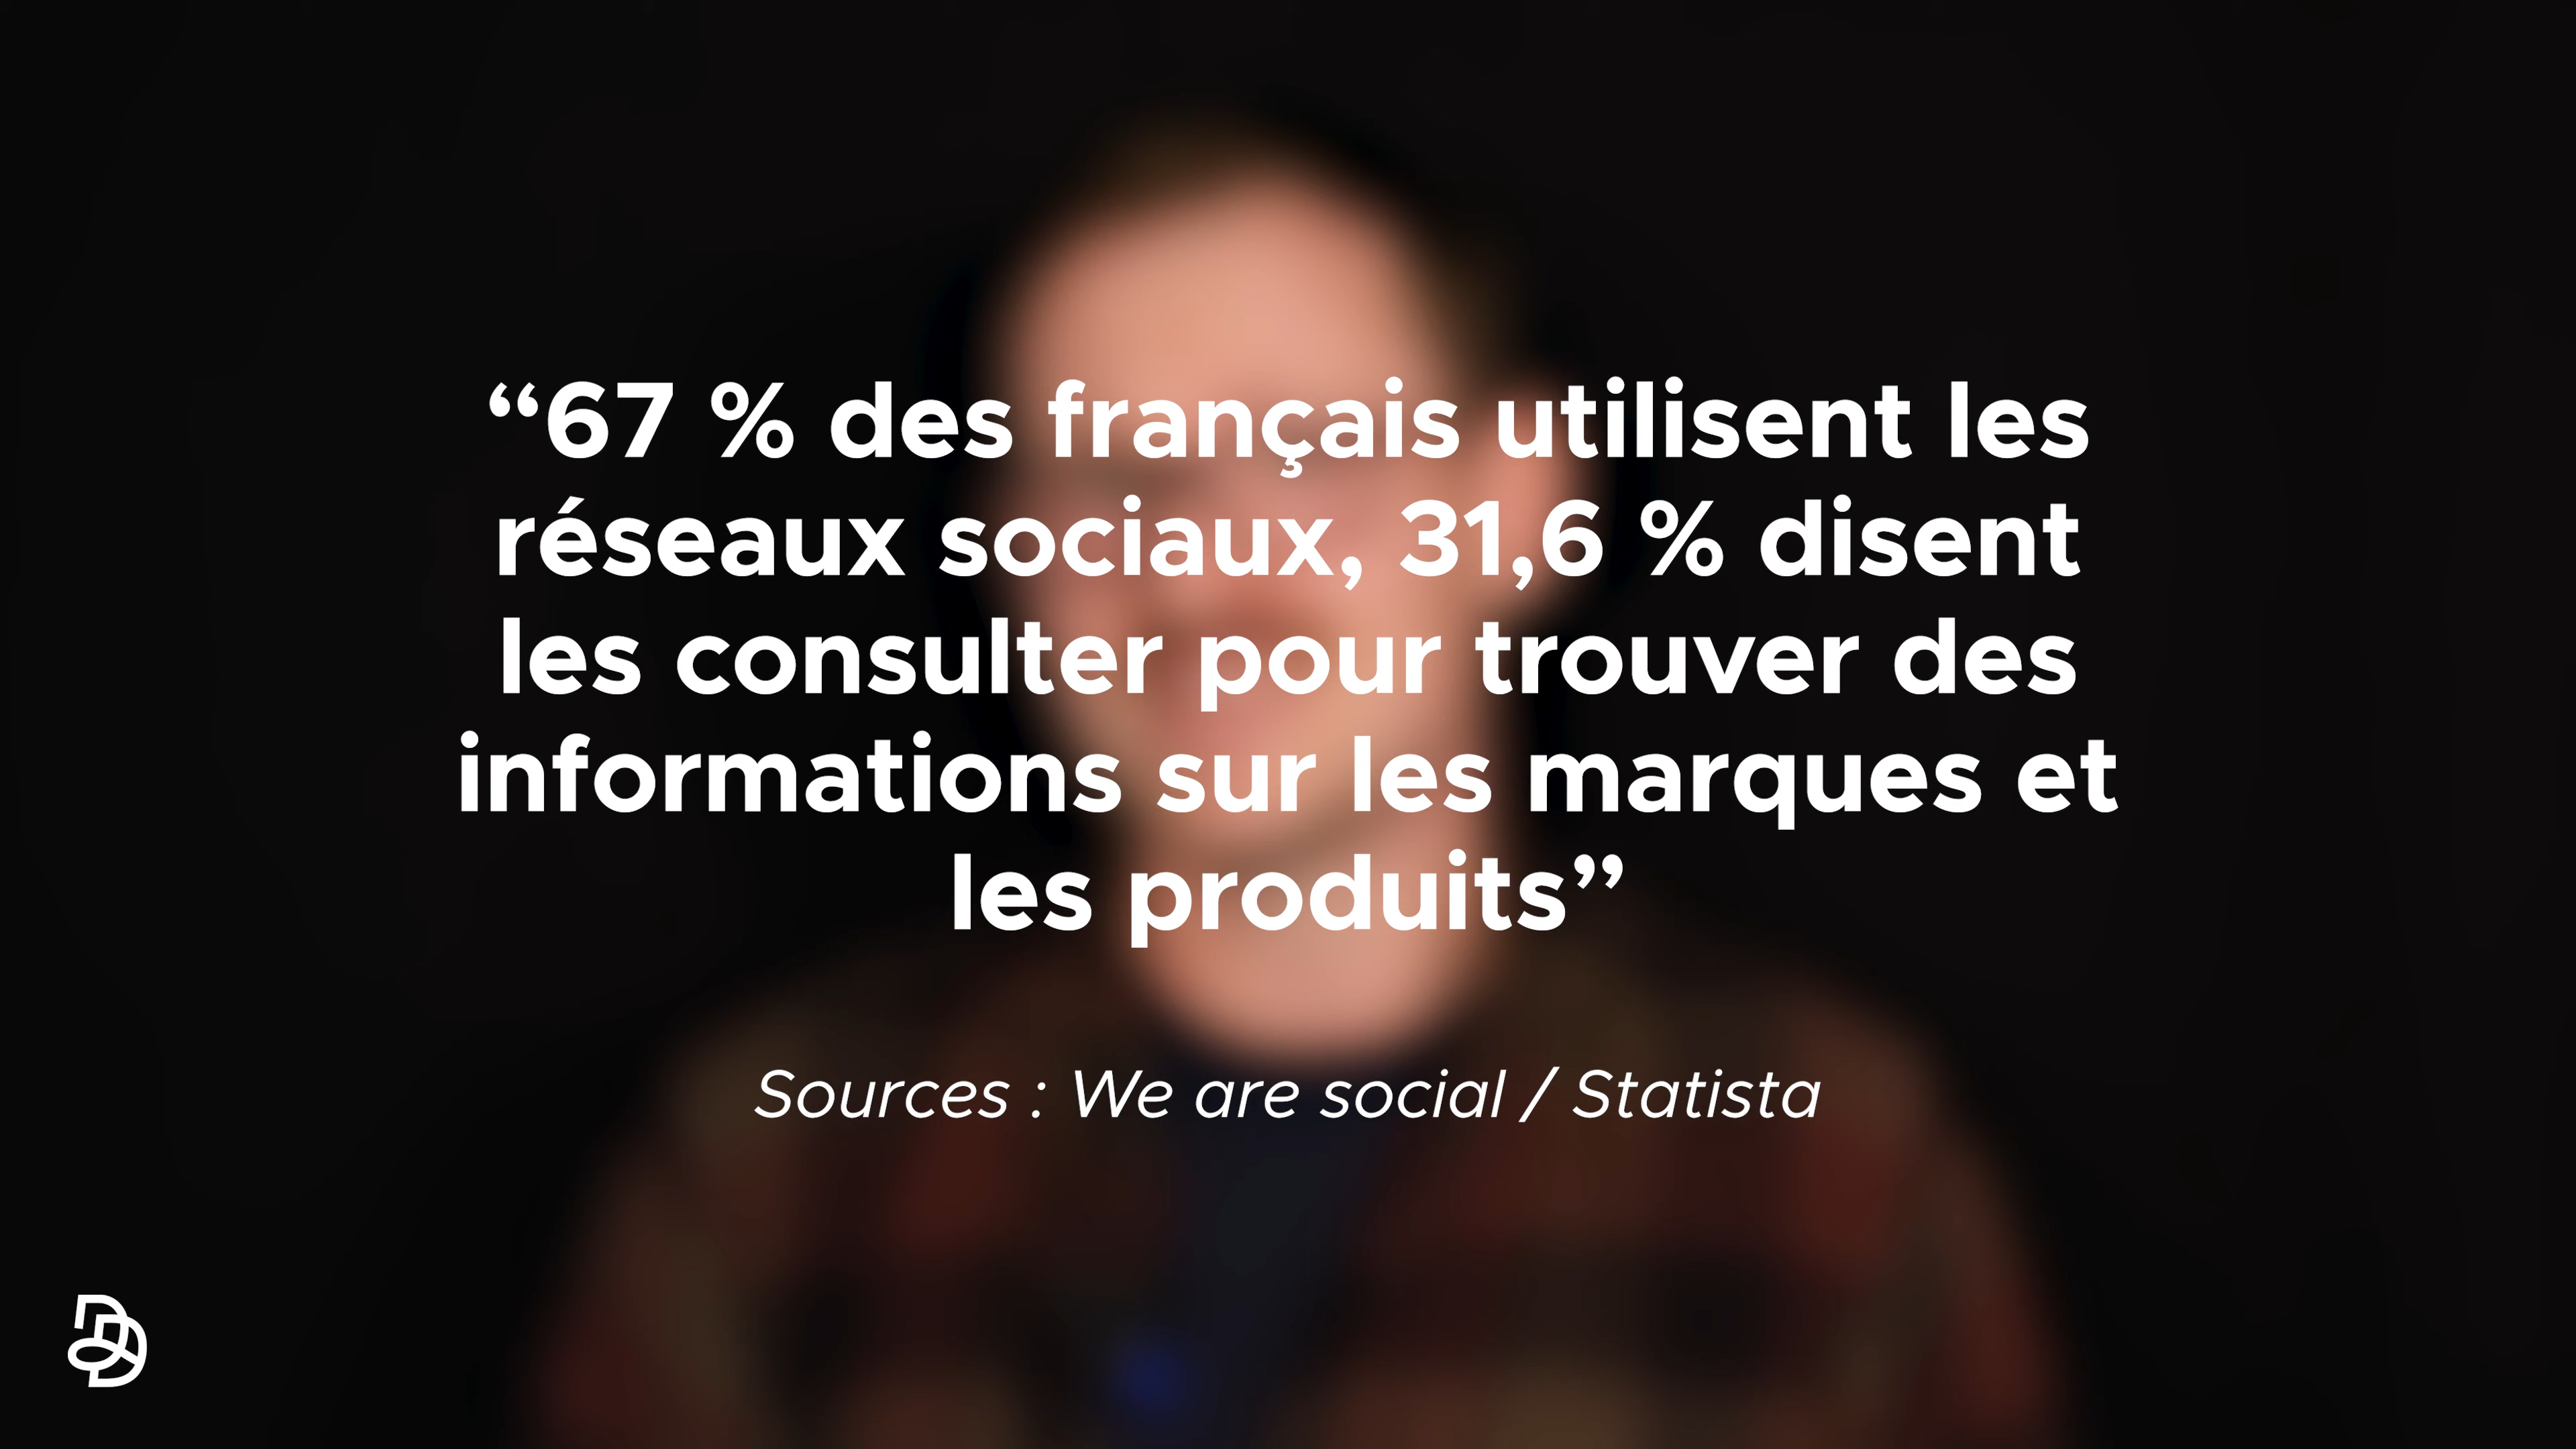 “67 % des français utilisent les
réseaux sociaux, 31,6 % disent
les consulter pour trouver des
informations sur les marques et
les produits”
Sources : We are social / Statista